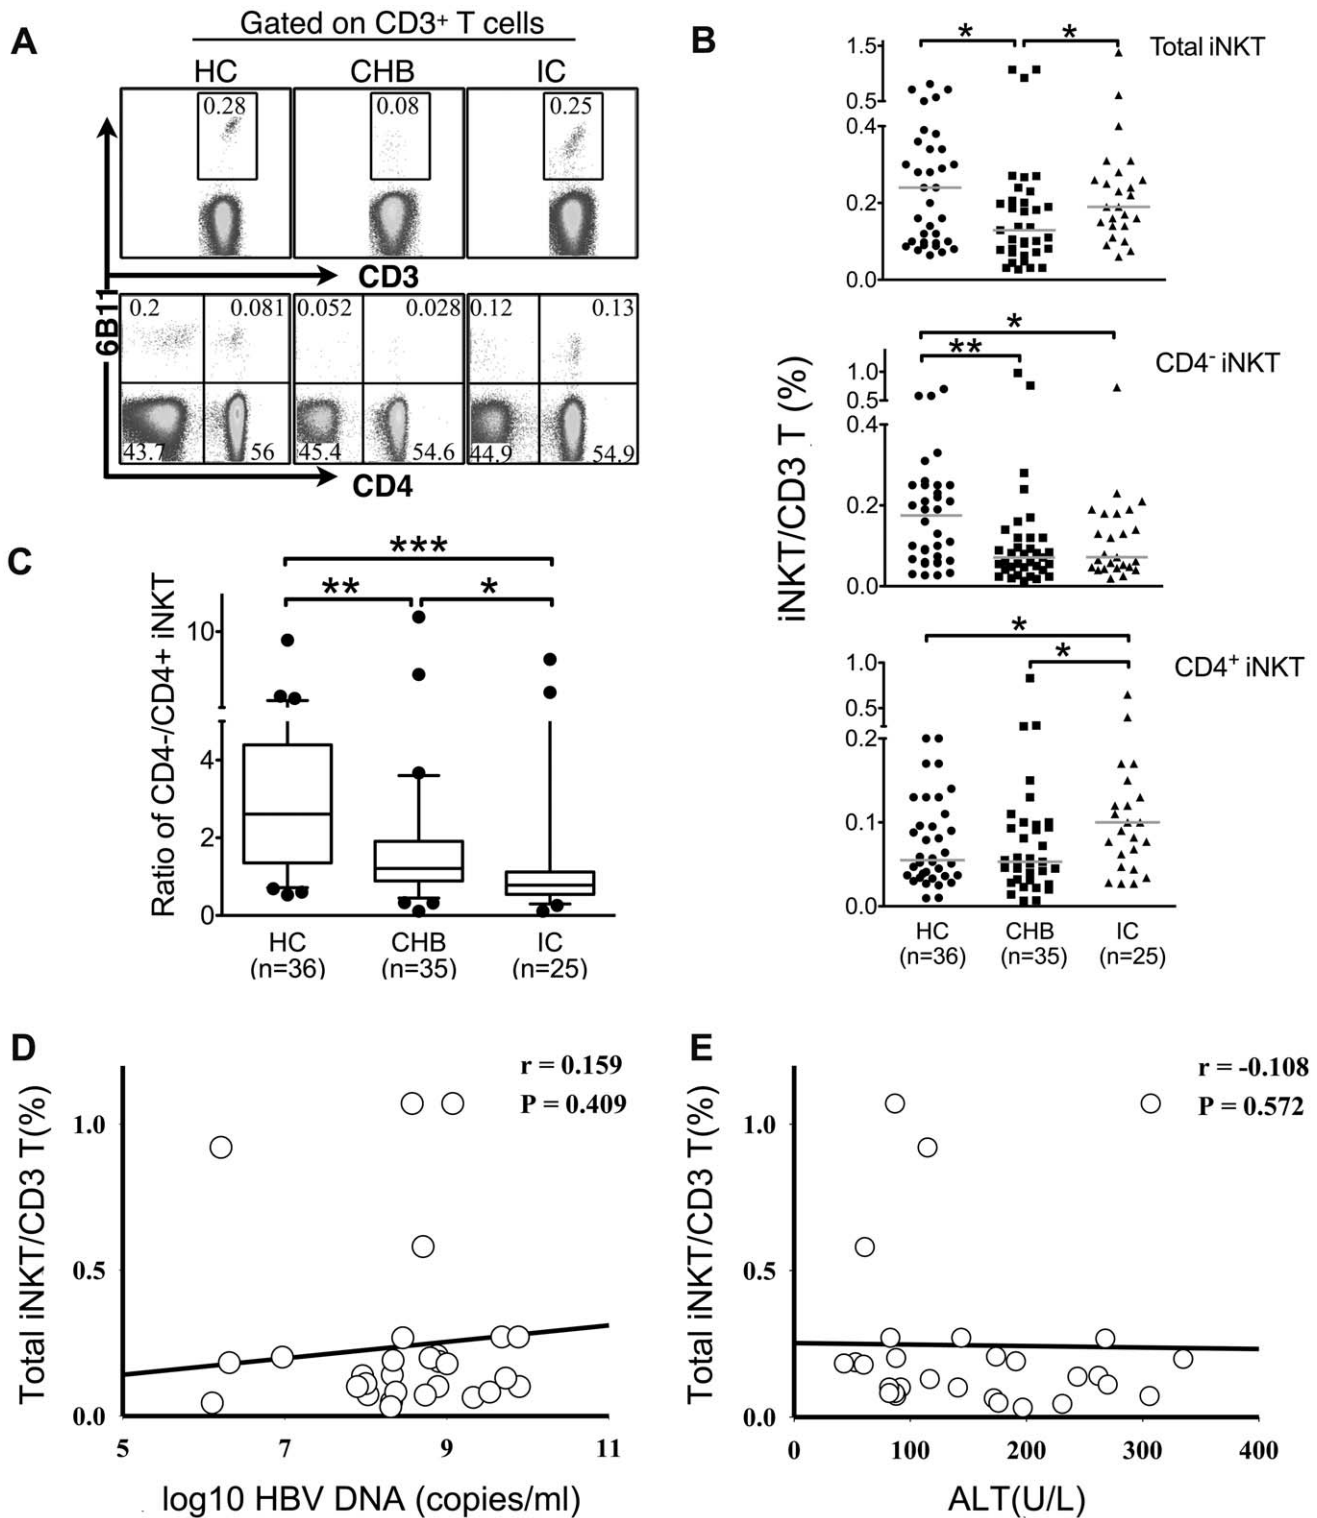 A
Gated on CD3+ T cells
HC CHB IC
0.28 0.08 0.25
CD3
6B11
0.2 0.081 0.052 0.028 0.12 0.13
43.7 56 45.4 54.6 44.9 54.9
CD4
B
* *
Total iNKT
1.5
0.5
0.4
0.2
0.0
*
**
CD4- iNKT
1.0
0.5
0.4
0.2
0.0
iNKT/CD3 T (%)
*
*
CD4+ iNKT
1.0
0.5
0.2
0.1
0.0
HC CHB IC
(n=36) (n=35) (n=25)
C
***
** *
Ratio of CD4-/CD4+ iNKT
10
4
2
0
HC CHB IC
(n=36) (n=35) (n=25)
D
r = 0.159
P = 0.409
Total iNKT/CD3 T(%)
1.0
0.5
0.0
5 7 9 11
log10 HBV DNA (copies/ml)
E
r = -0.108
P = 0.572
Total iNKT/CD3 T(%)
1.0
0.5
0.0
0 100 200 300 400
ALT(U/L)